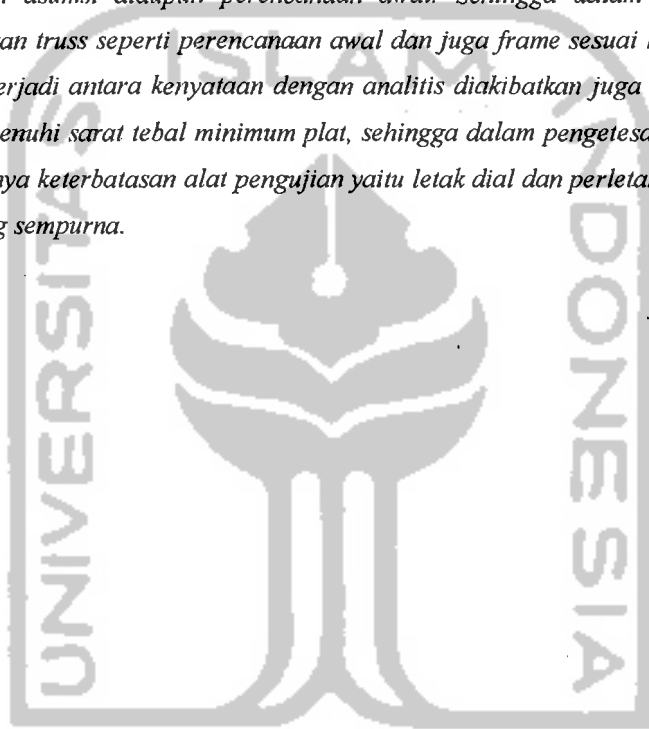 asumsi ataupun perencanaan awal. sehingga dalam
an truss seperti perencanaan awal dan juga frame sesuai
erjadi antara kenyataan dengan analitis diakibatkan juga
enuhi sarat tebal minimum plat, sehingga dalam pengetesa
nya keterbatasan alat pengujian yaitu letak dial dan perleta
g sempurna.
UNIVERSITAS
ISLAM
INDONESIA